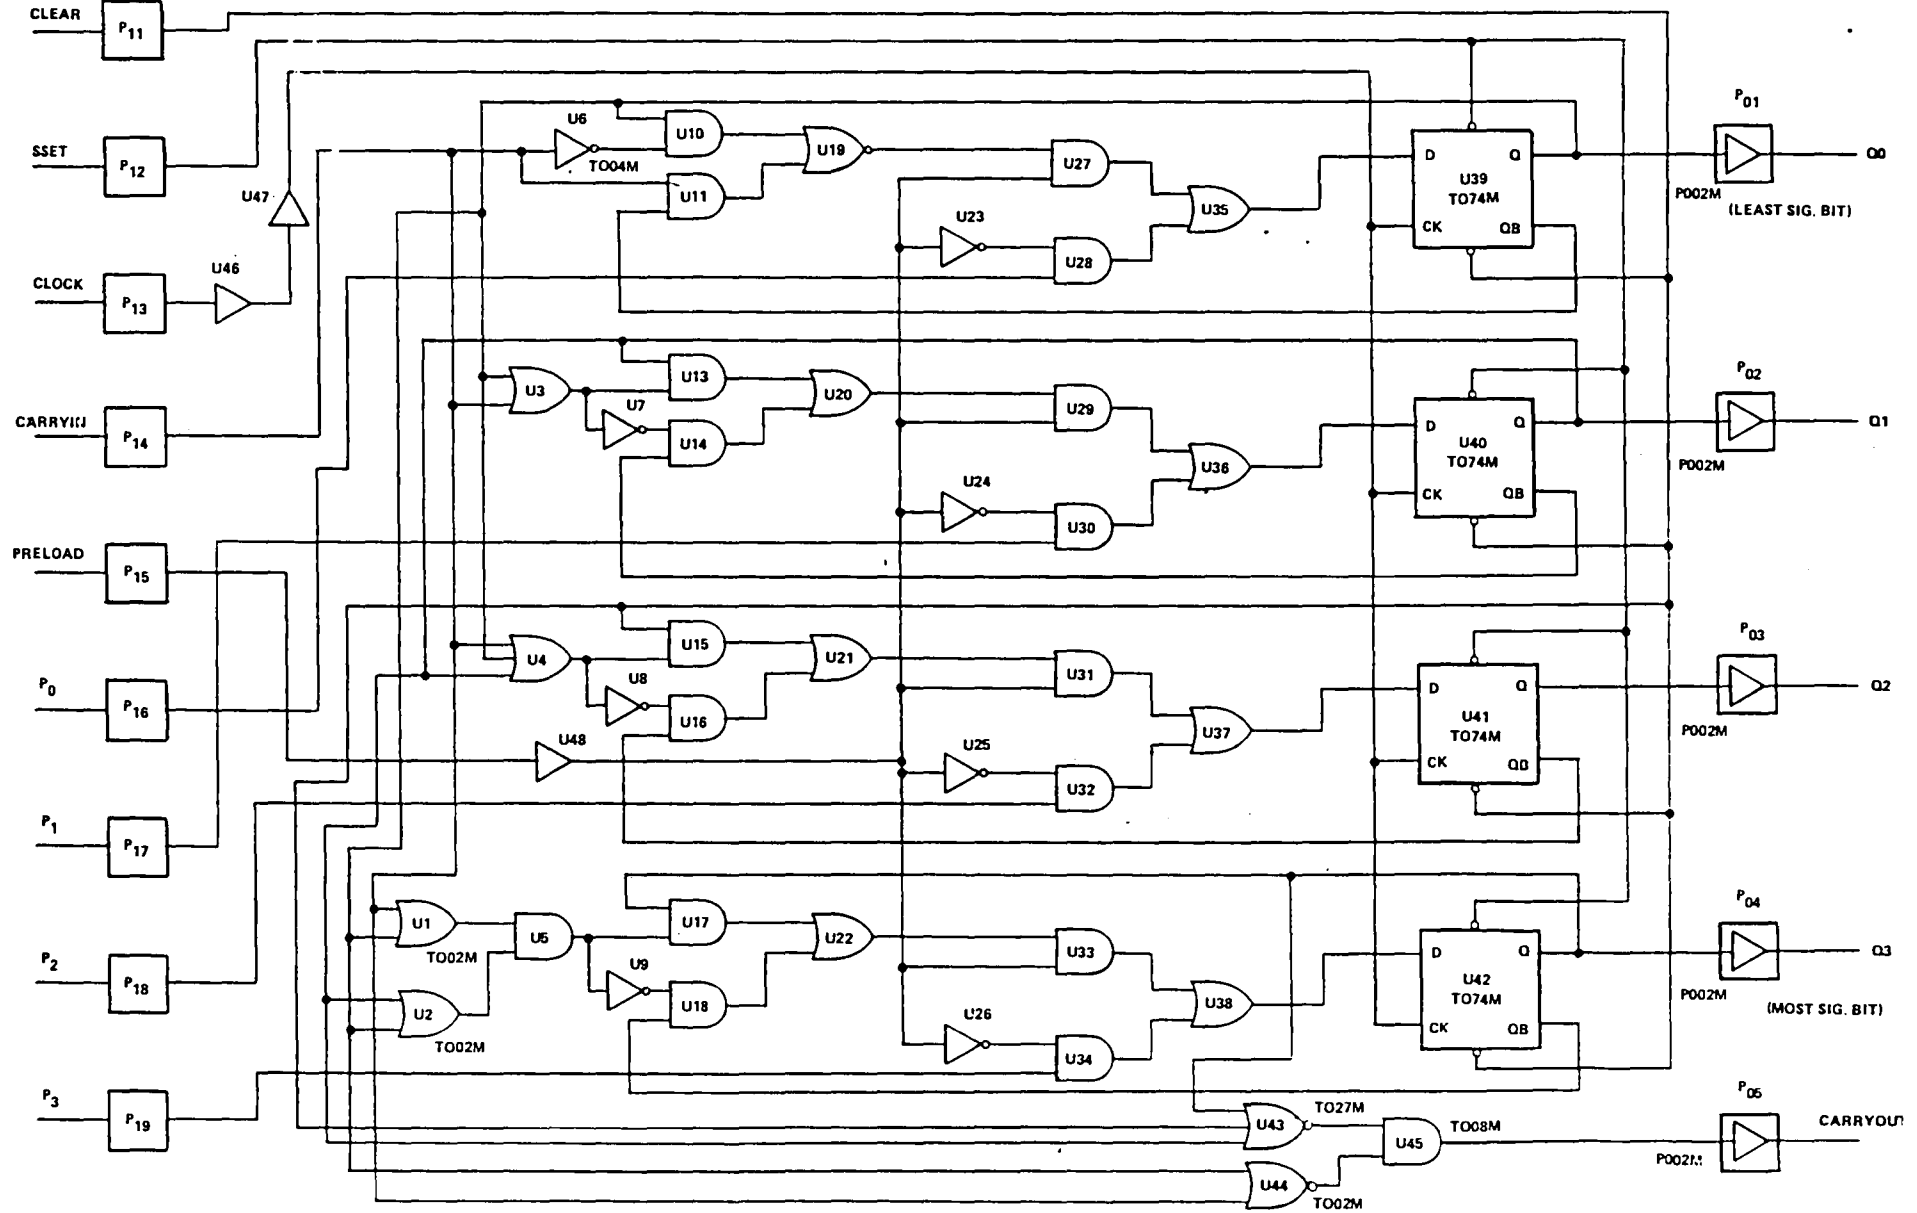 CLEAR
P11
SSET
P12
U47
CLOCK
P13
U46
CARRYIN
P14
PRELOAD
P15
P0
P16
P1
P17
P2
P18
P3
P19
U6
TO04M
U10
U11
U19
U27
U23
U28
U35
D Q
U39
TO74M
CK QB
P01
P002M
Q0
(LEAST SIG. BIT)
U3
U7
U13
U14
U20
U29
U24
U30
U36
D Q
U40
TO74M
CK QB
P02
P002M
Q1
U4
U8
U15
U16
U21
U48
U31
U25
U32
U37
D Q
U41
TO74M
CK QB
P03
P002M
Q2
U1
TO02M
U2
TO02M
U5
U9
U17
U18
U22
U33
U26
U34
U38
D Q
U42
TO74M
CK QB
P04
P002M
Q3
(MOST SIG. BIT)
U43
TO27M
U44
TO02M
U45
TO08M
P05
P002M
CARRYOUT